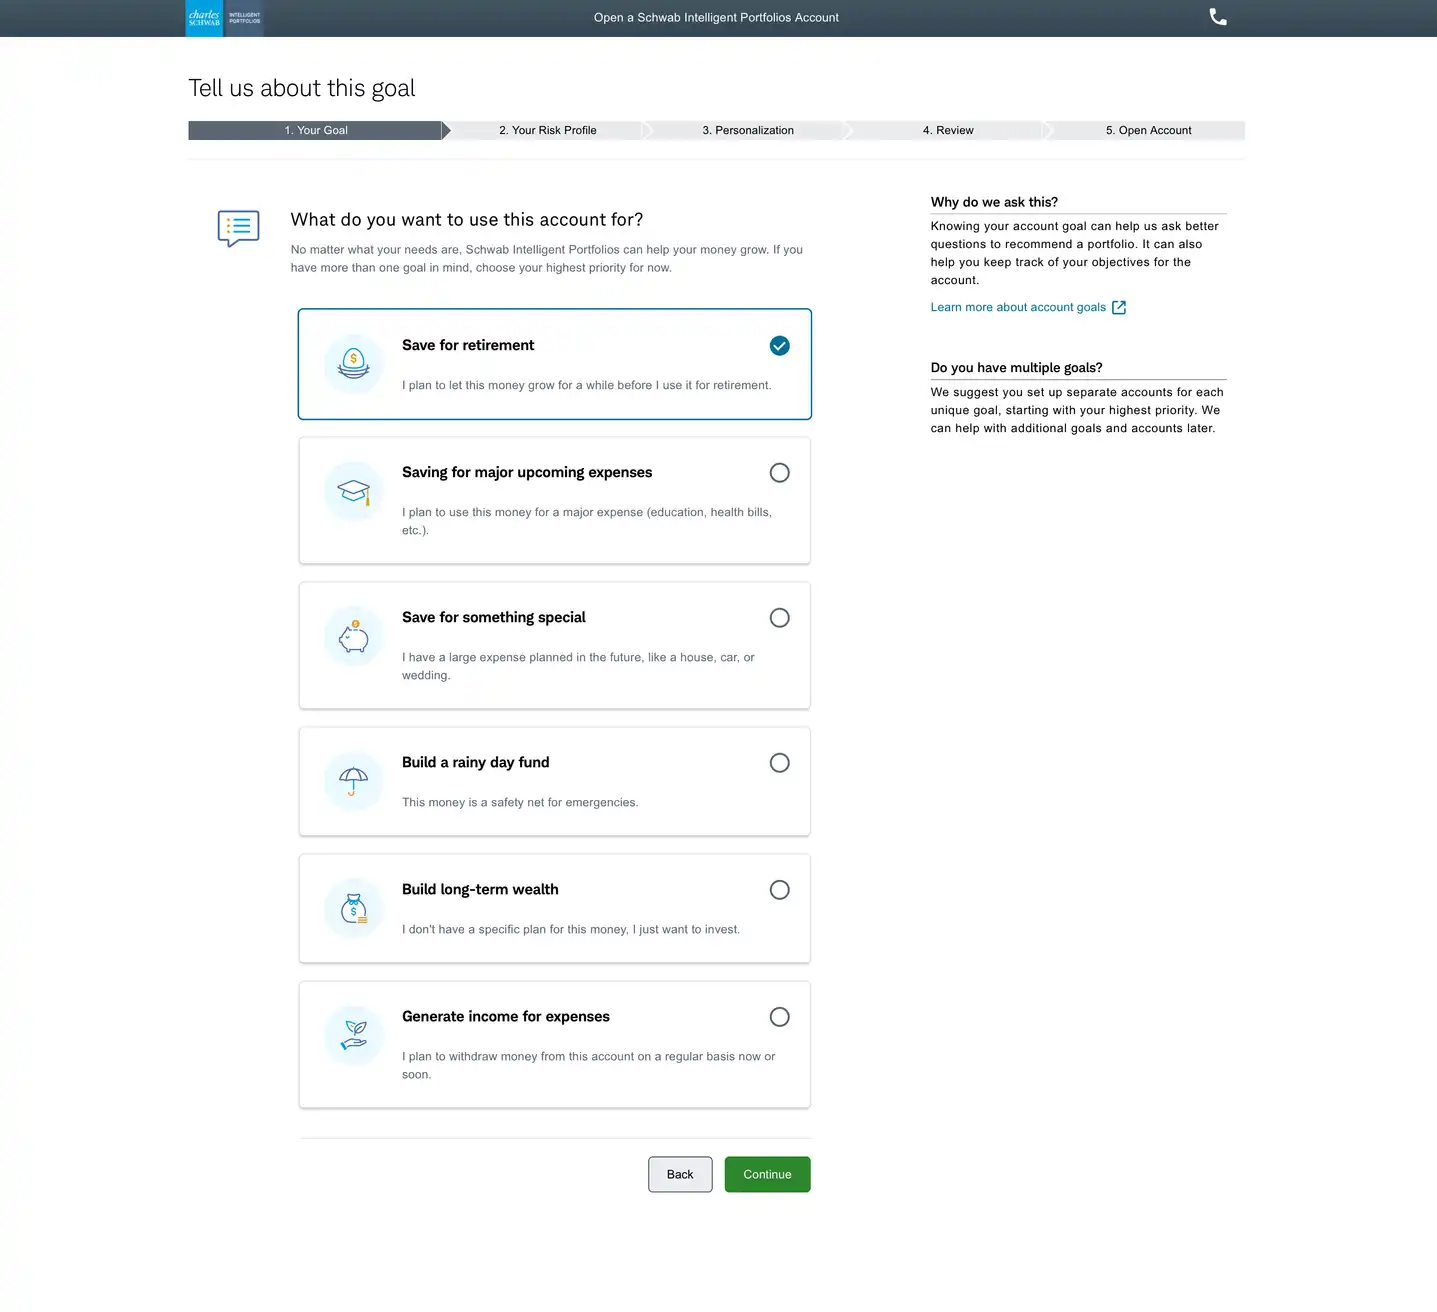 charles
SCHWAB
INTELLIGENT
PORTFOLIOS
Open a Schwab Intelligent Portfolios Account
Tell us about this goal
1. Your Goal
2. Your Risk Profile
3. Personalization
4. Review
5. Open Account
What do you want to use this account for?
No matter what your needs are, Schwab Intelligent Portfolios can help your money grow. If you
have more than one goal in mind, choose your highest priority for now.
Save for retirement
I plan to let this money grow for a while before I use it for retirement.
Saving for major upcoming expenses
I plan to use this money for a major expense (education, health bills,
etc.).
Save for something special
I have a large expense planned in the future, like a house, car, or
wedding.
Build a rainy day fund
This money is a safety net for emergencies.
Build long-term wealth
I don't have a specific plan for this money, I just want to invest.
Generate income for expenses
I plan to withdraw money from this account on a regular basis now or
soon.
Back
Continue
Why do we ask this?
Knowing your account goal can help us ask better
questions to recommend a portfolio. It can also
help you keep track of your objectives for the
account.
Learn more about account goals
Do you have multiple goals?
We suggest you set up separate accounts for each
unique goal, starting with your highest priority. We
can help with additional goals and accounts later.